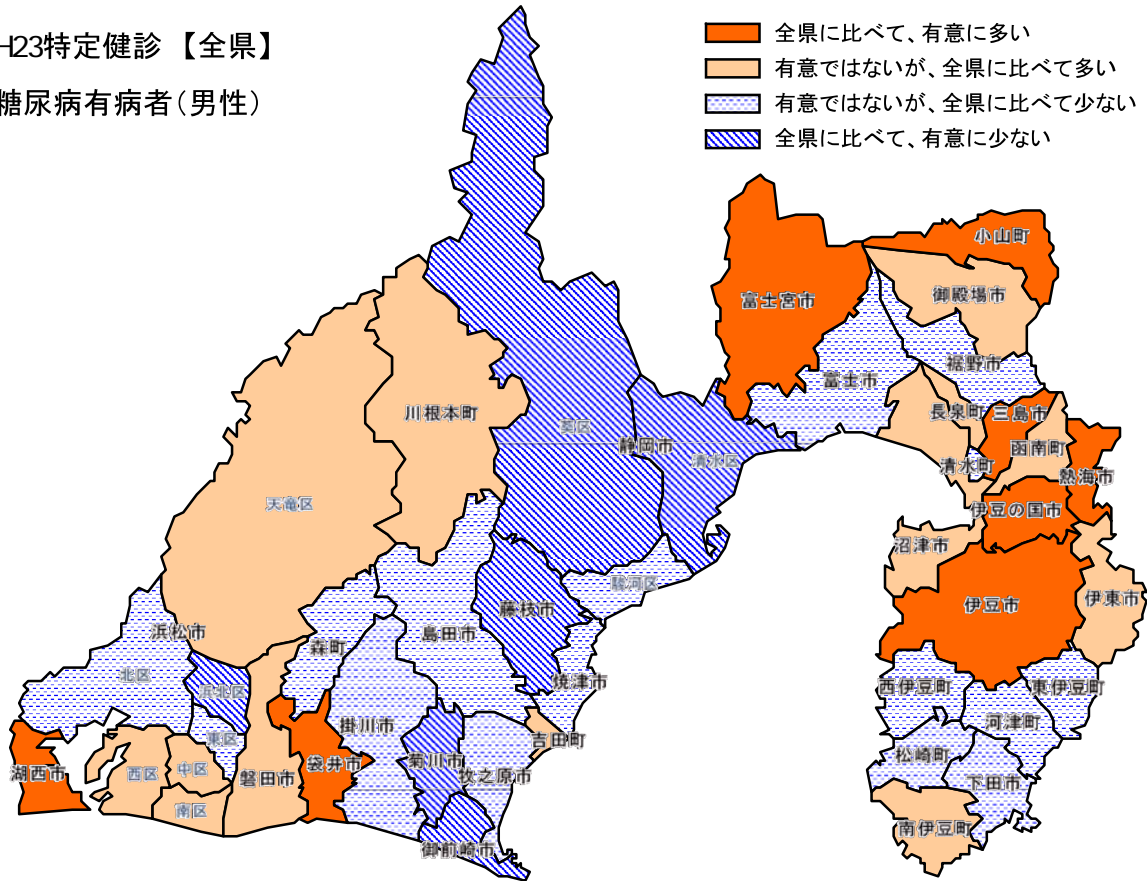 H23特定健診 【全県】
糖尿病有病者(男性)
全県に比べて、有意に多い
有意ではないが、全県に比べて多い
有意ではないが、全県に比べて少ない
全県に比べて、有意に少ない
小山町
御殿場市
富士宮市
裾野市
富士市
長泉町
三島市
川根本町
葵区
静岡市
清水区
函南町
清水町
熱海市
天竜区
伊豆の国市
沼津市
駿河区
伊豆市
伊東市
藤枝市
浜松市
島田市
森町
北区
浜北区
焼津市
西伊豆町
東伊豆町
掛川市
河津町
東区
吉田町
松崎町
湖西市
西区
中区
磐田市
袋井市
菊川市
牧之原市
下田市
南区
南伊豆町
御前崎市